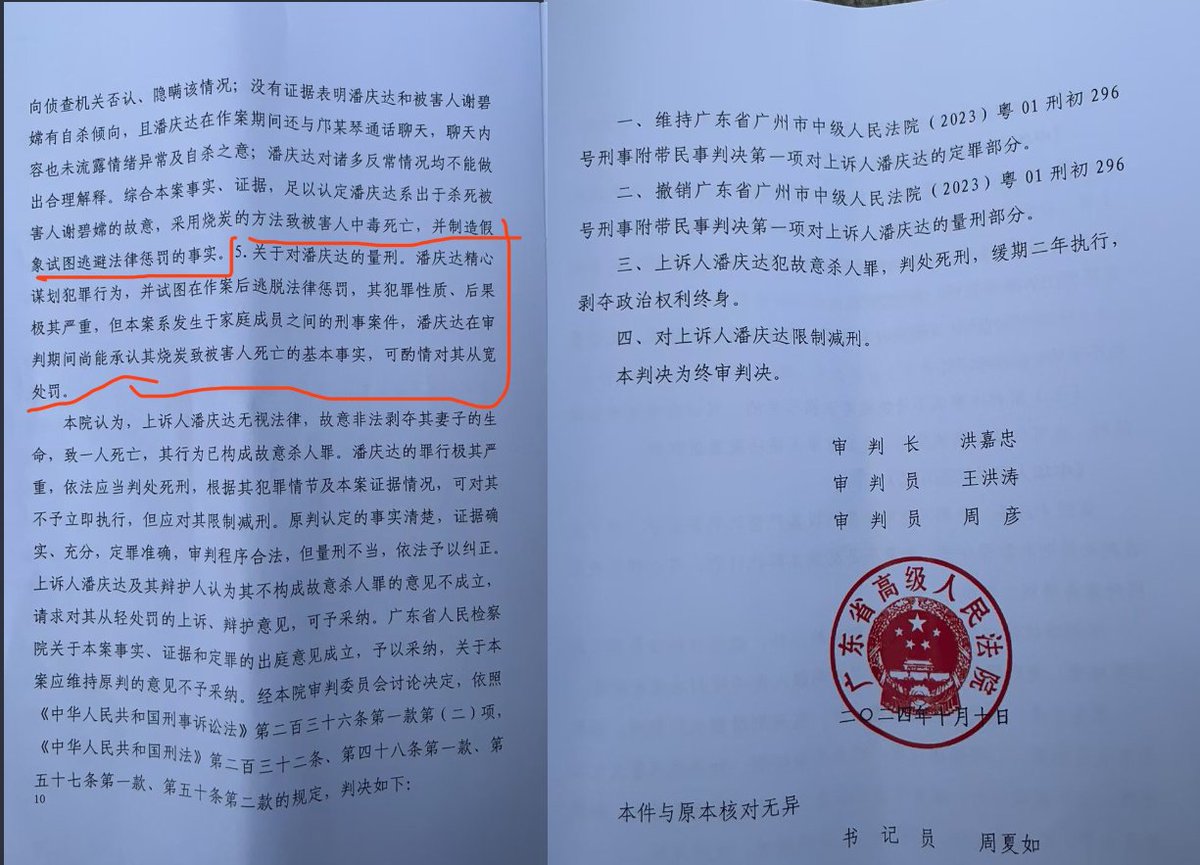 向侦查机关否认、隐瞒该情况；没有证据表明潘庆达和被害人谢碧
嫦有自杀倾向，且潘庆达在作案期间还与邝某琴通话聊天，聊天内
容也未流露情绪异常及自杀之意；潘庆达对诸多反常情况均不能做
出合理解释。综合本案事实、证据，足以认定潘庆达系出于杀死被
害人谢碧嫦的故意，采用烧炭的方法致被害人中毒死亡，并制造假
象试图逃避法律惩罚的事实。5.关于对潘庆达的量刑。潘庆达精心
谋划犯罪行为，并试图在作案后逃脱法律惩罚，其犯罪性质、后果
极其严重，但本案系发生于家庭成员之间的刑事案件，潘庆达在审
判期间尚能承认其烧炭致被害人死亡的基本事实，可酌情对其从宽
处罚。
本院认为，上诉人潘庆达无视法律，故意非法剥夺其妻子的生
命，致一人死亡，其行为已构成故意杀人罪。潘庆达的罪行极其严
重，依法应当判处死刑，根据其犯罪情节及本案证据情况，可对其
不予立即执行，但应对其限制减刑。原判认定的事实清楚，证据确
实、充分，定罪准确，审判程序合法，但量刑不当，依法予以纠正。
上诉人潘庆达及其辩护人认为其不构成故意杀人罪的意见不成立，
请求对其从轻处罚的上诉、辩护意见，可予采纳。广东省人民检察
院关于本案事实、证据和定罪的出庭意见成立，予以采纳，关于本
案应维持原判的意见不予采纳。经本院审判委员会讨论决定，依照
《中华人民共和国刑事诉讼法》第二百三十六条第一款第（二）项，
《中华人民共和国刑法》第二百三十二条、第四十八条第一款、第
五十七条第一款、第五十条第二款的规定，判决如下：
10
一、维持广东省广州市中级人民法院（2023）粤01刑初296
号刑事附带民事判决第一项对上诉人潘庆达的定罪部分。
二、撤销广东省广州市中级人民法院（2023）粤01刑初296
号刑事附带民事判决第一项对上诉人潘庆达的量刑部分。
三、上诉人潘庆达犯故意杀人罪，判处死刑，缓期二年执行，
剥夺政治权利终身。
四、对上诉人潘庆达限制减刑。
本判决为终审判决。
审 判 长 洪嘉忠
审 判 员 王洪涛
审 判 员 周 彦
广东省高级人民法院
二〇二四年十月十日
本件与原本核对无异
书 记 员 周夏如